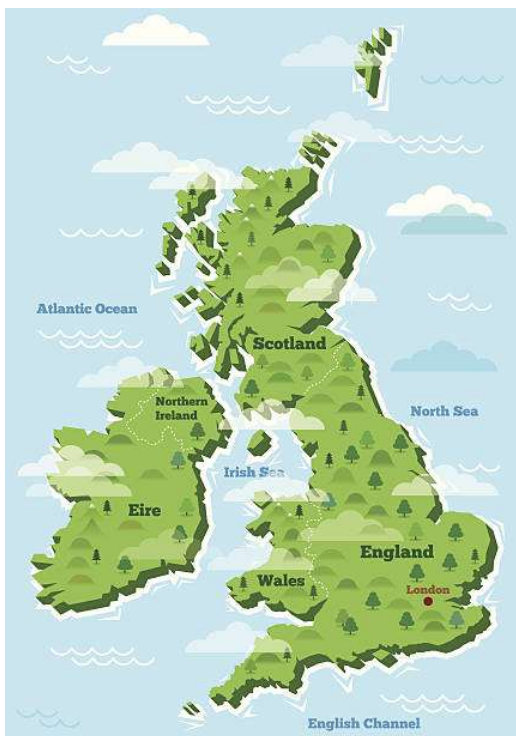 Atlantic Ocean
Scotland
Northern
Ireland
North Sea
Irish Sea
Eire
England
Wales
London
English Channel